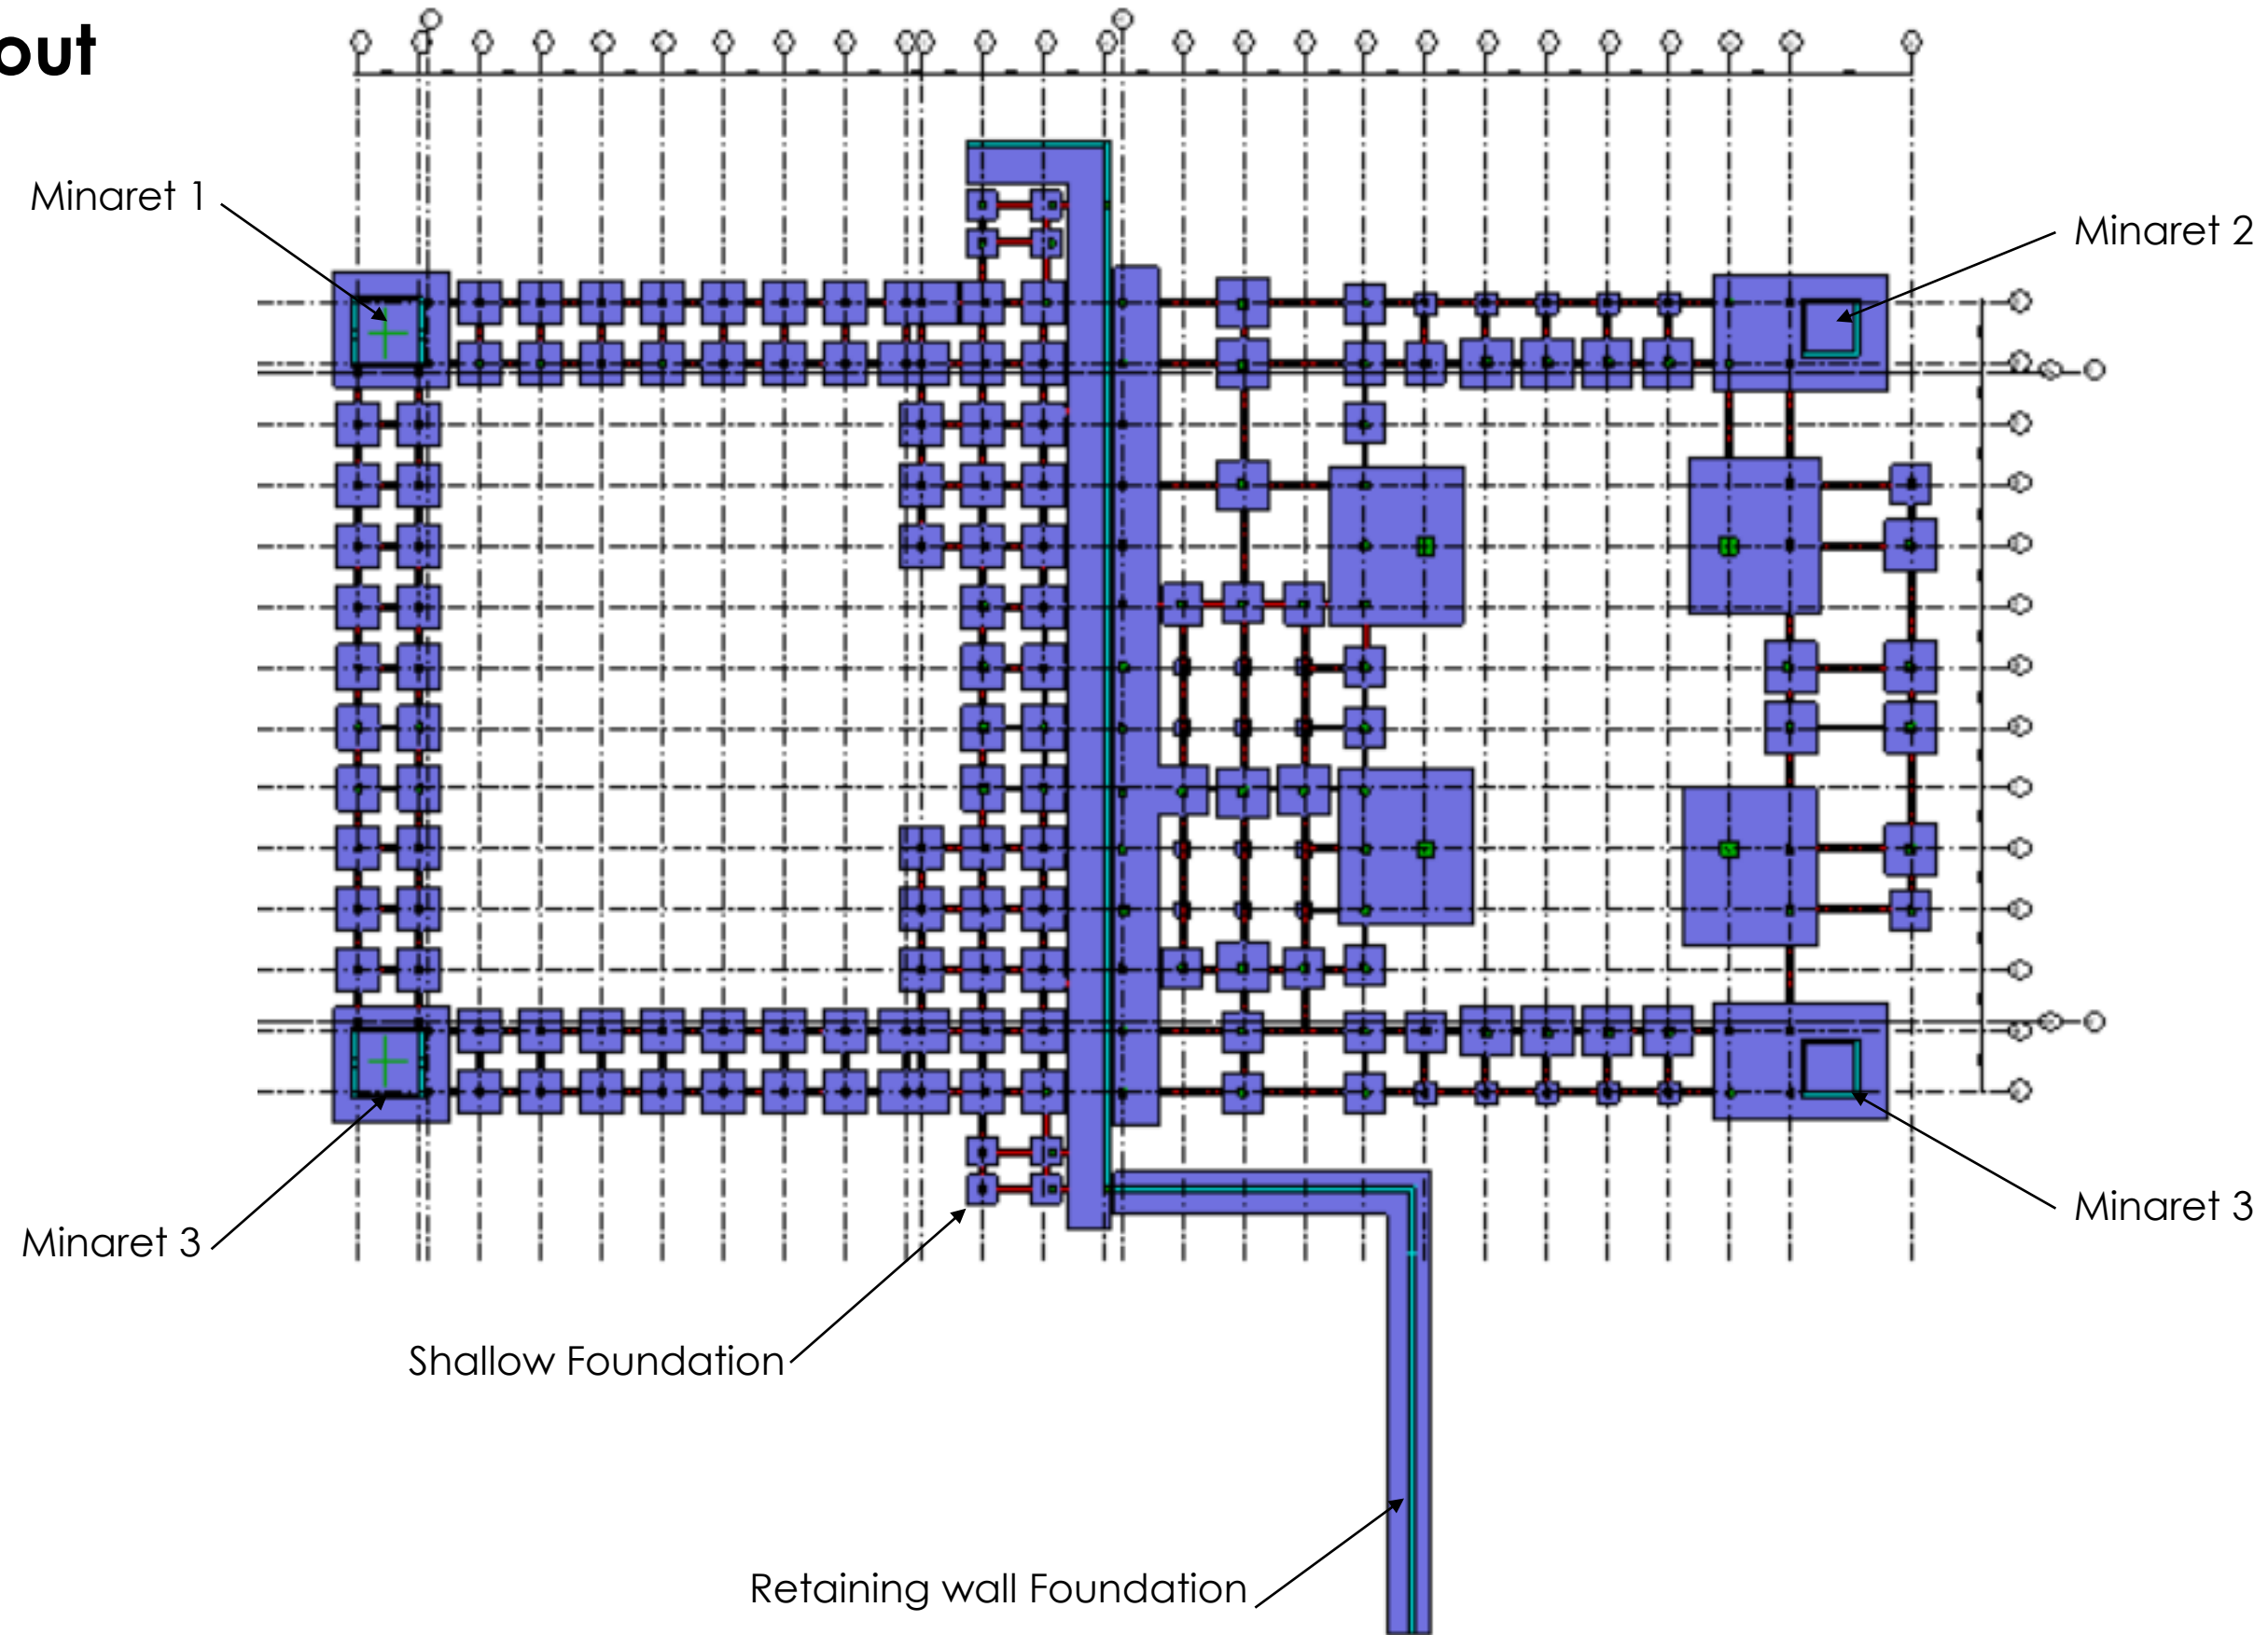 out
Minaret 1
Minaret 2
Minaret 3
Minaret 3
Shallow Foundation
Retaining wall Foundation